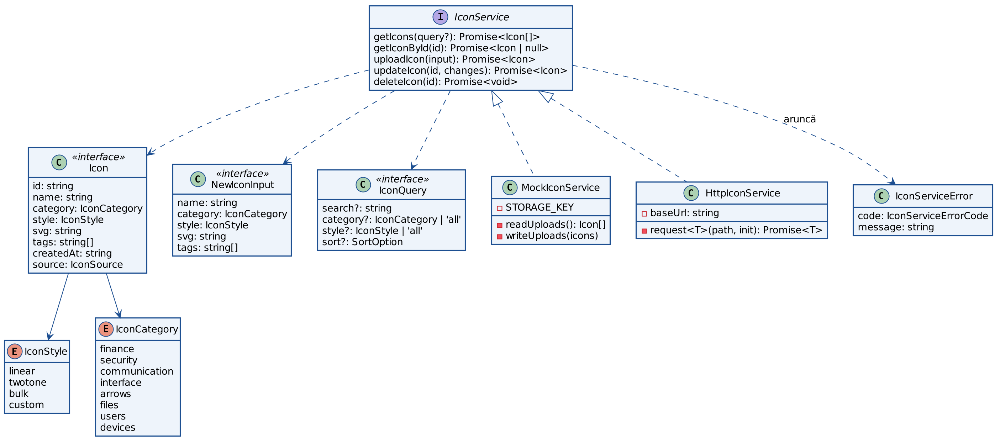 I IconService
getIcons(query?): Promise<Icon[]>
getIconById(id): Promise<Icon | null>
uploadIcon(input): Promise<Icon>
updateIcon(id, changes): Promise<Icon>
deleteIcon(id): Promise<void>
aruncă
C «interface»
Icon
id: string
name: string
category: IconCategory
style: IconStyle
svg: string
tags: string[]
createdAt: string
source: IconSource
C «interface»
NewIconInput
name: string
category: IconCategory
style: IconStyle
svg: string
tags: string[]
C «interface»
IconQuery
search?: string
category?: IconCategory | 'all'
style?: IconStyle | 'all'
sort?: SortOption
C MockIconService
STORAGE_KEY
readUploads(): Icon[]
writeUploads(icons)
C HttpIconService
baseUrl: string
request<T>(path, init): Promise<T>
C IconServiceError
code: IconServiceErrorCode
message: string
E IconStyle
linear
twotone
bulk
custom
E IconCategory
finance
security
communication
interface
arrows
files
users
devices